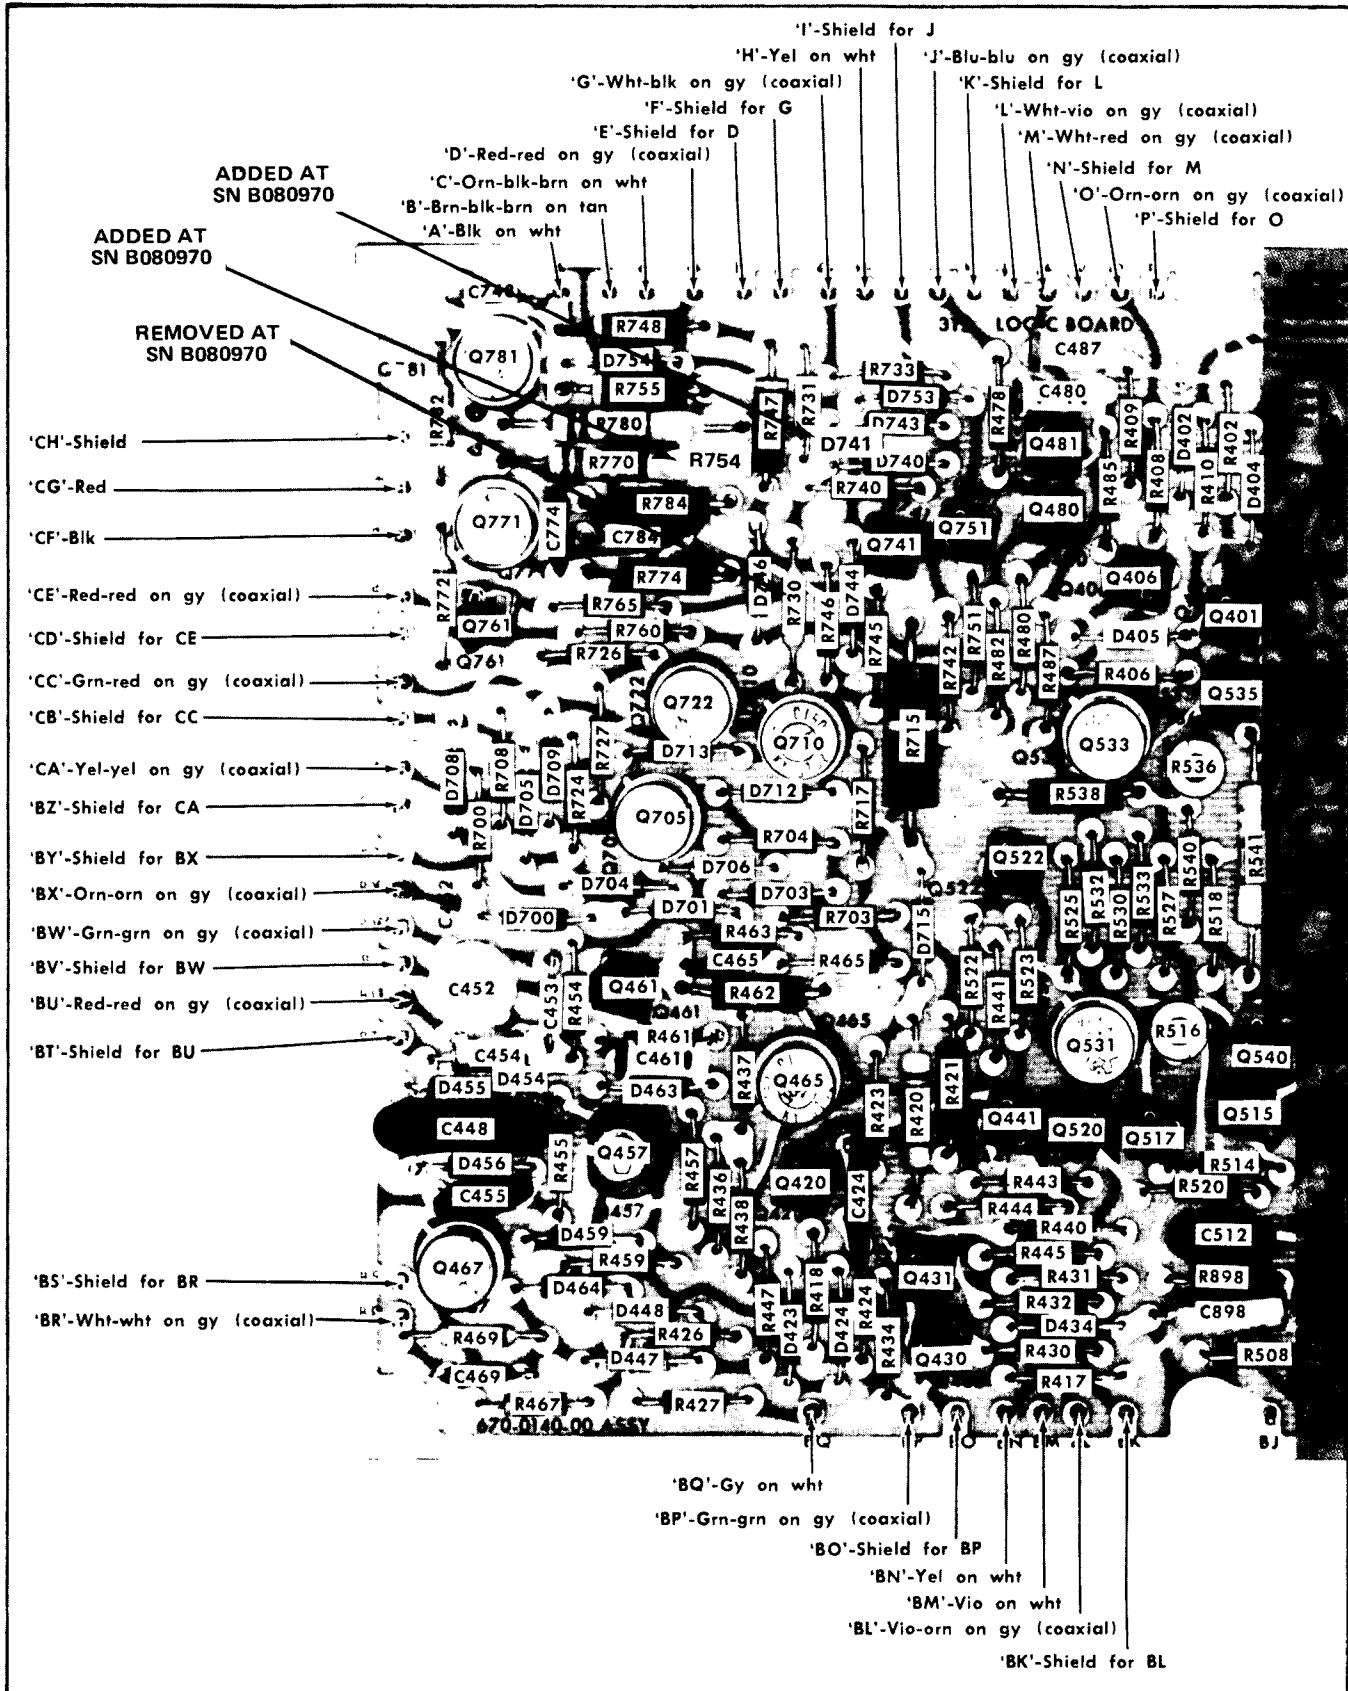 'I'-Shield for J
'H'-Yel on wht
'J'-Blu-blu on gy (coaxial)
'G'-Wht-blk on gy (coaxial)
'K'-Shield for L
'F'-Shield for G
'L'-Wht-vio on gy (coaxial)
'E'-Shield for D
'M'-Wht-red on gy (coaxial)
'D'-Red-red on gy (coaxial)
'N'-Shield for M
ADDED AT
SN B080970
'C'-Orn-blk-brn on wht
'O'-Orn-orn on gy (coaxial)
'B'-Brn-blk-brn on tan
'P'-Shield for O
'A'-Blk on wht
ADDED AT
SN B080970
REMOVED AT
SN B080970
R748
LOGIC BOARD
C487
Q781
D754
R733
R755
D753
C480
R747
R731
R478
R409
D402
R402
R780
D743
'CH'-Shield
D741
Q481
R408
R410
D404
R770
R754
D740
R485
'CG'-Red
R740
R784
Q480
Q771
C774
C784
Q741
Q751
'CF'-Blk
R774
D746
R730
R746
D744
Q406
R772
'CE'-Red-red on gy (coaxial)
R765
R745
R751
R480
Q401
Q761
R760
R742
R482
R487
D405
'CD'-Shield for CE
R726
Q761
R406
'CC'-Grn-red on gy (coaxial)
Q722
Q722
Q535
'CB'-Shield for CC
R727
D713
Q710
R715
Q533
D708
R708
D709
'CA'-Yel-yel on gy (coaxial)
R536
D705
R724
D712
R717
R538
'BZ'-Shield for CA
R700
Q705
R704
'BY'-Shield for BX
D706
Q522
R540
R541
'BX'-Orn-orn on gy (coaxial)
D704
D703
Q522
R525
R532
R530
R533
R527
R518
D700
D701
R703
D715
'BW'-Grn-grn on gy (coaxial)
R463
'BV'-Shield for BW
C465
R465
R522
R441
R523
C452
C453
R454
Q461
R462
'BU'-Red-red on gy (coaxial)
Q461
Q465
R461
Q531
R516
'BT'-Shield for BU
C454
C461
R437
Q540
D455
D454
D463
Q465
R423
R420
R421
Q515
C448
Q441
Q520
Q517
D456
R455
Q457
R457
R436
R438
Q420
C424
R514
C455
R443
R520
R444
D459
R440
C512
R459
R445
Q467
D464
R447
D423
R418
D424
R424
R434
Q431
R431
R898
'BS'-Shield for BR
D448
R432
C898
'BR'-Wht-wht on gy (coaxial)
R469
R426
D434
D447
Q430
R430
R508
C469
R417
R467
R427
670-0140-00 ASSY
BJ
'BQ'-Gy on wht
'BP'-Grn-grn on gy (coaxial)
'BO'-Shield for BP
'BN'-Yel on wht
'BM'-Vio on wht
'BL'-Vio-orn on gy (coaxial)
'BK'-Shield for BL